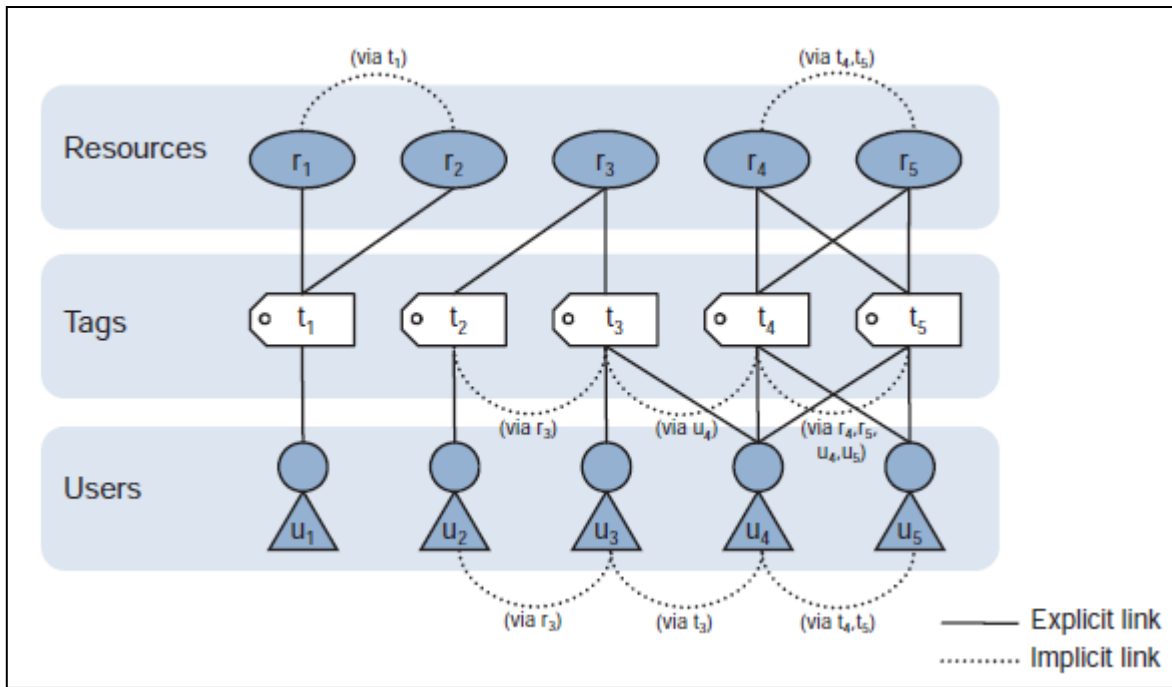 (via t₁) (via t₄,t₅)
Resources r₁ r₂ r₃ r₄ r₅
Tags t₁ t₂ t₃ t₄ t₅
(via r₃) (via u₄) (via r₄,r₅,
u₄,u₅)
Users
u₁ u₂ u₃ u₄ u₅
(via r₃) (via t₃) (via t₄,t₅)
Explicit link
Implicit link